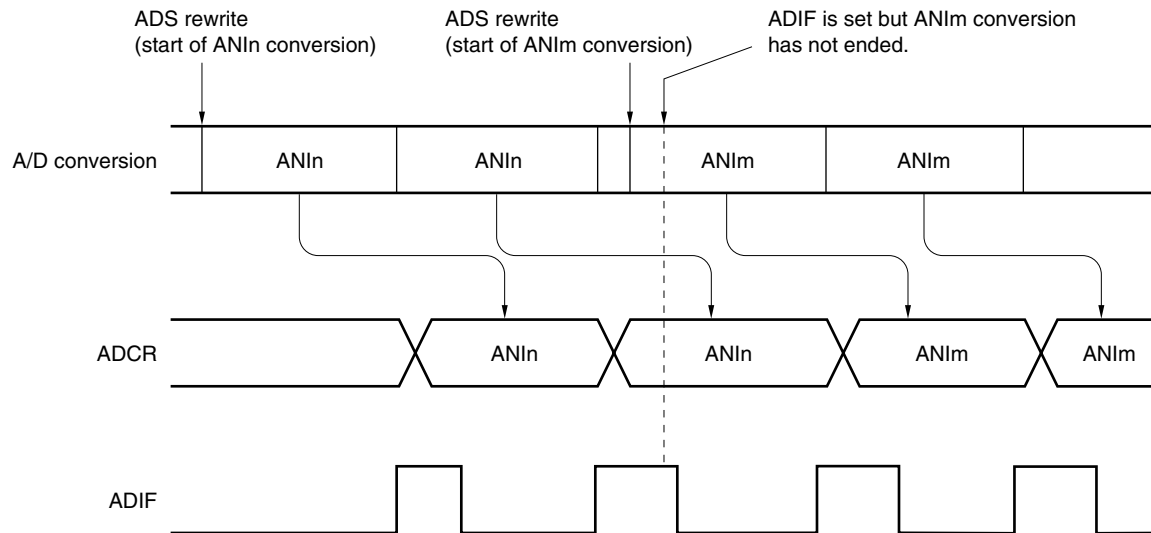 ADS rewrite
(start of ANIn conversion)
ADS rewrite
(start of ANIm conversion)
ADIF is set but ANIm conversion
has not ended.
A/D conversion
ANIn
ANIn
ANIm
ANIm
ADCR
ANIn
ANIn
ANIm
ANIm
ADIF